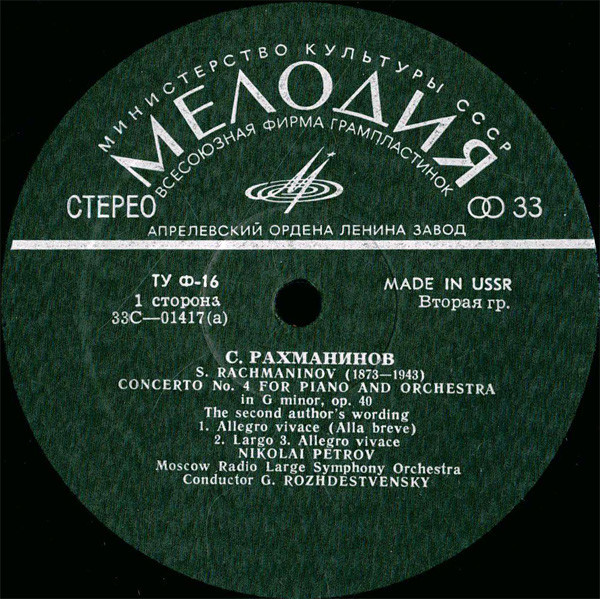 МИНИСТЕРСТВО КУЛЬТУРЫ СССР
МЕЛОДИЯ
ВСЕСОЮЗНАЯ ФИРМА ГРАМПЛАСТИНОК
СТЕРЕО
33
АПРЕЛЕВСКИЙ ОРДЕНА ЛЕНИНА ЗАВОД
ТУ Ф-16
MADE IN USSR
1 сторона
Вторая гр.
33С—01417(а)
С. РАХМАНИНОВ
S. RACHMANINOV (1873—1943)
CONCERTO No. 4 FOR PIANO AND ORCHESTRA
in G minor, op. 40
The second author's wording
1. Allegro vivace (Alla breve)
2. Largo 3. Allegro vivace
NIKOLAI PETROV
Moscow Radio Large Symphony Orchestra
Conductor G. ROZHDESTVENSKY